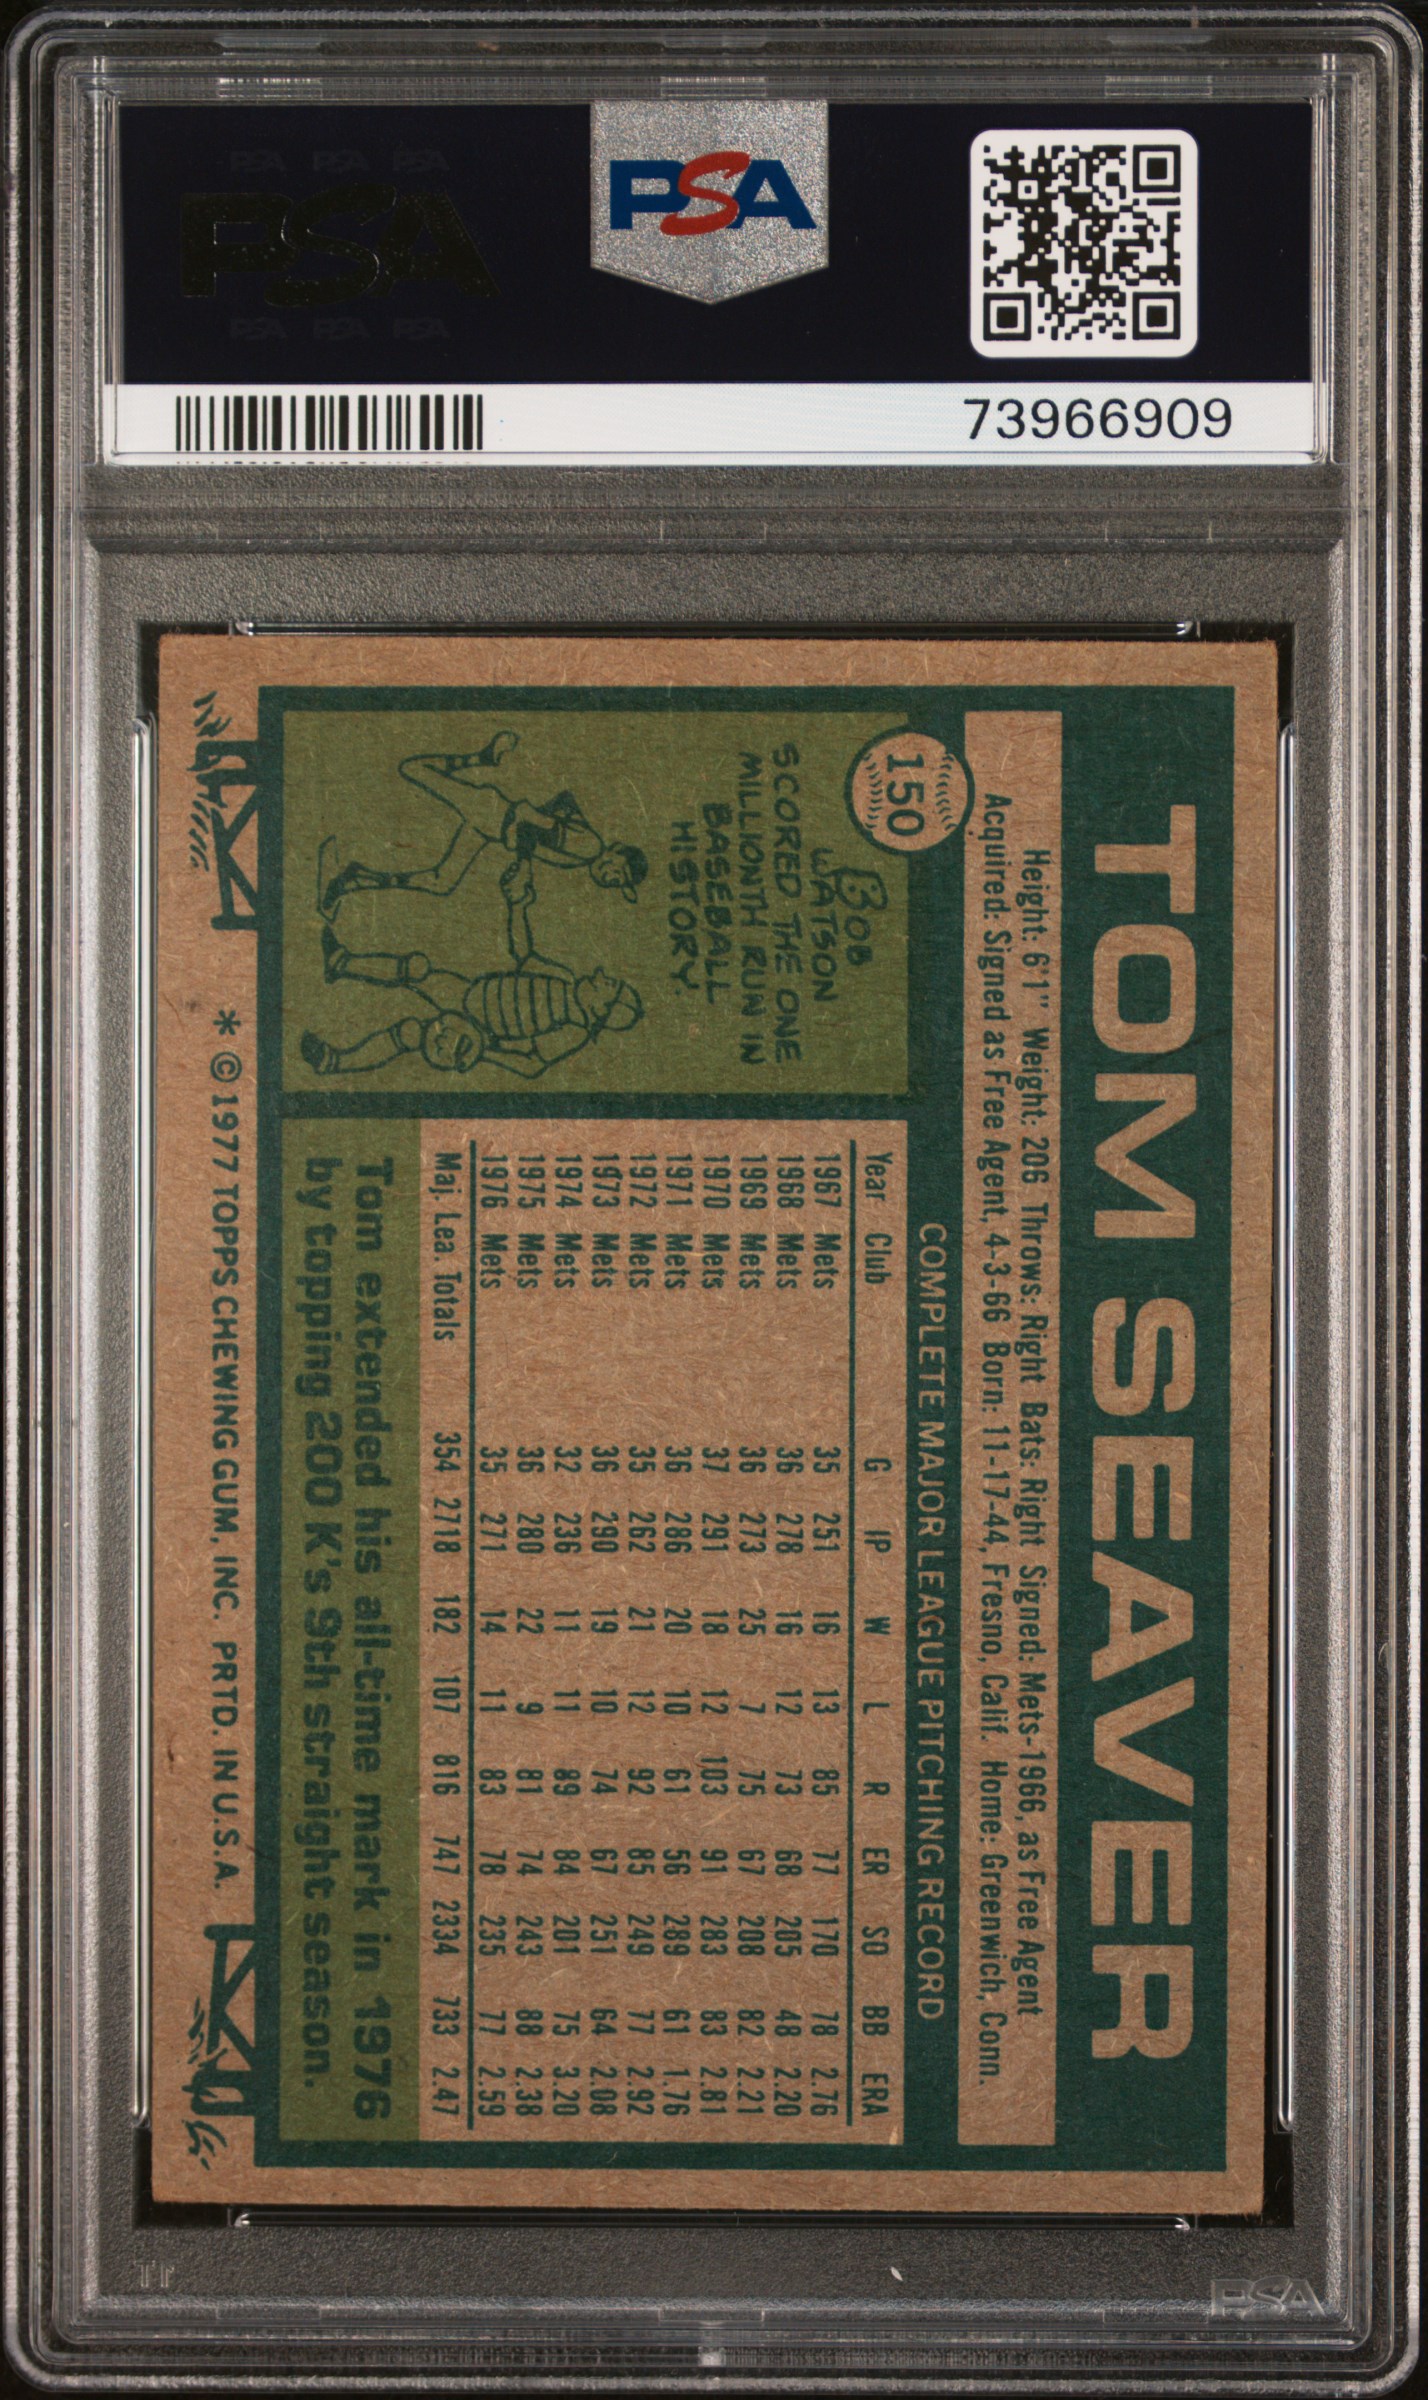 PSA PSA PSA
PSA
PSA PSA PSA
PSA
73966909
TOM SEAVER
Height: 6'1" Weight: 206 Throws: Right Bats: Right Signed: Mets-1966, as Free Agent
Acquired: Signed as Free Agent, 4-3-66 Born: 11-17-44, Fresno, Calif. Home: Greenwich, Conn.
150
COMPLETE MAJOR LEAGUE PITCHING RECORD
BOB
WATSON
SCORED THE ONE
MILLIONTH RUN IN
BASEBALL
HISTORY.
Year Club G IP W L R ER SO BB ERA
1967 Mets 35 251 16 13 85 77 170 78 2.76
1968 Mets 36 278 16 12 73 68 205 48 2.20
1969 Mets 36 273 25 7 75 67 208 82 2.21
1970 Mets 37 291 18 12 103 91 283 83 2.81
1971 Mets 36 286 20 10 61 56 289 61 1.76
1972 Mets 35 262 21 12 92 85 249 77 2.92
1973 Mets 36 290 19 10 74 67 251 64 2.08
1974 Mets 32 236 11 11 89 84 201 75 3.20
1975 Mets 36 280 22 9 81 74 243 88 2.38
1976 Mets 35 271 14 11 83 78 235 77 2.59
Maj. Lea. Totals 354 2718 182 107 816 747 2334 733 2.47
Tom extended his all-time mark in 1976
by topping 200 K's 9th straight season.
* © 1977 TOPPS CHEWING GUM, INC. PRTD. IN U.S.A.
PSA